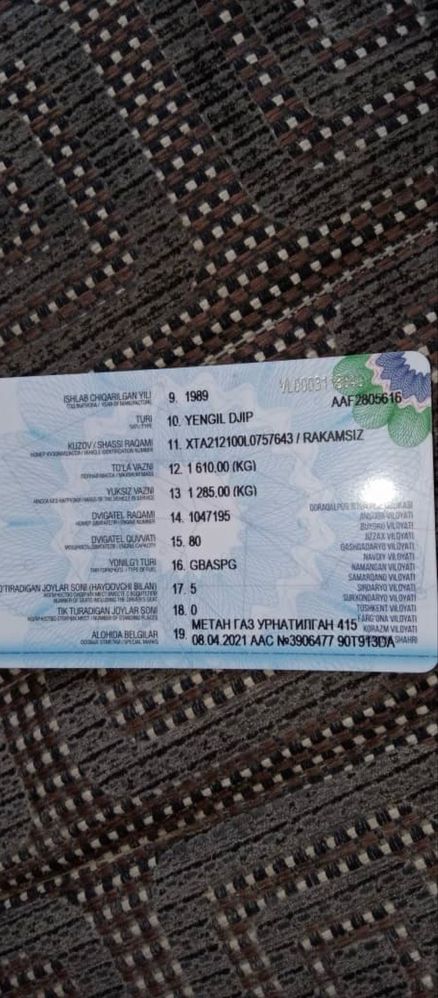 AAF2805616
ISHLAB CHIQARILGAN YILI 9. 1989
TURI 10. YENGIL DJIP
KUZOV / SHASSI RAQAMI 11. XTA212100L0757643 / RAKAMSIZ
TO'LA VAZNI 12. 1 610.00 (KG)
YUKSIZ VAZNI 13 1 285.00 (KG)
DVIGATEL RAQAMI 14. 1047195
DVIGATEL QUVVATI 15. 80
YONILG'I TURI 16. GBASPG
O'TIRADIGAN JOYLAR SONI (HAYDOVCHI BILAN) 17. 5
TIK TURADIGAN JOYLAR SONI 18. 0
ALOHIDA BELGILAR 19. МЕТАН ГАЗ УРНАТИЛГАН 415
08.04.2021 ААС №3906477 90T913DA
ANDIJON VILOYATI
BUXORO VILOYATI
JIZZAX VILOYATI
QASHQADARYO VILOYATI
NAVOIY VILOYATI
NAMANGAN VILOYATI
SAMARQAND VILOYATI
SIRDARYO VILOYATI
SURXONDARYO VILOYATI
TOSHKENT VILOYATI
FARG'ONA VILOYATI
XORAZM VILOYATI
SHAHRI